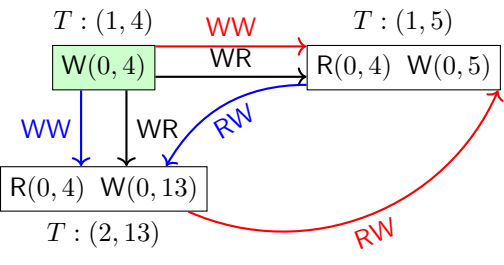 T : (1, 4)
T : (1, 5)
WW
W(0, 4)
WR
R(0, 4) W(0, 5)
WW
WR
RW
R(0, 4) W(0, 13)
T : (2, 13)
RW